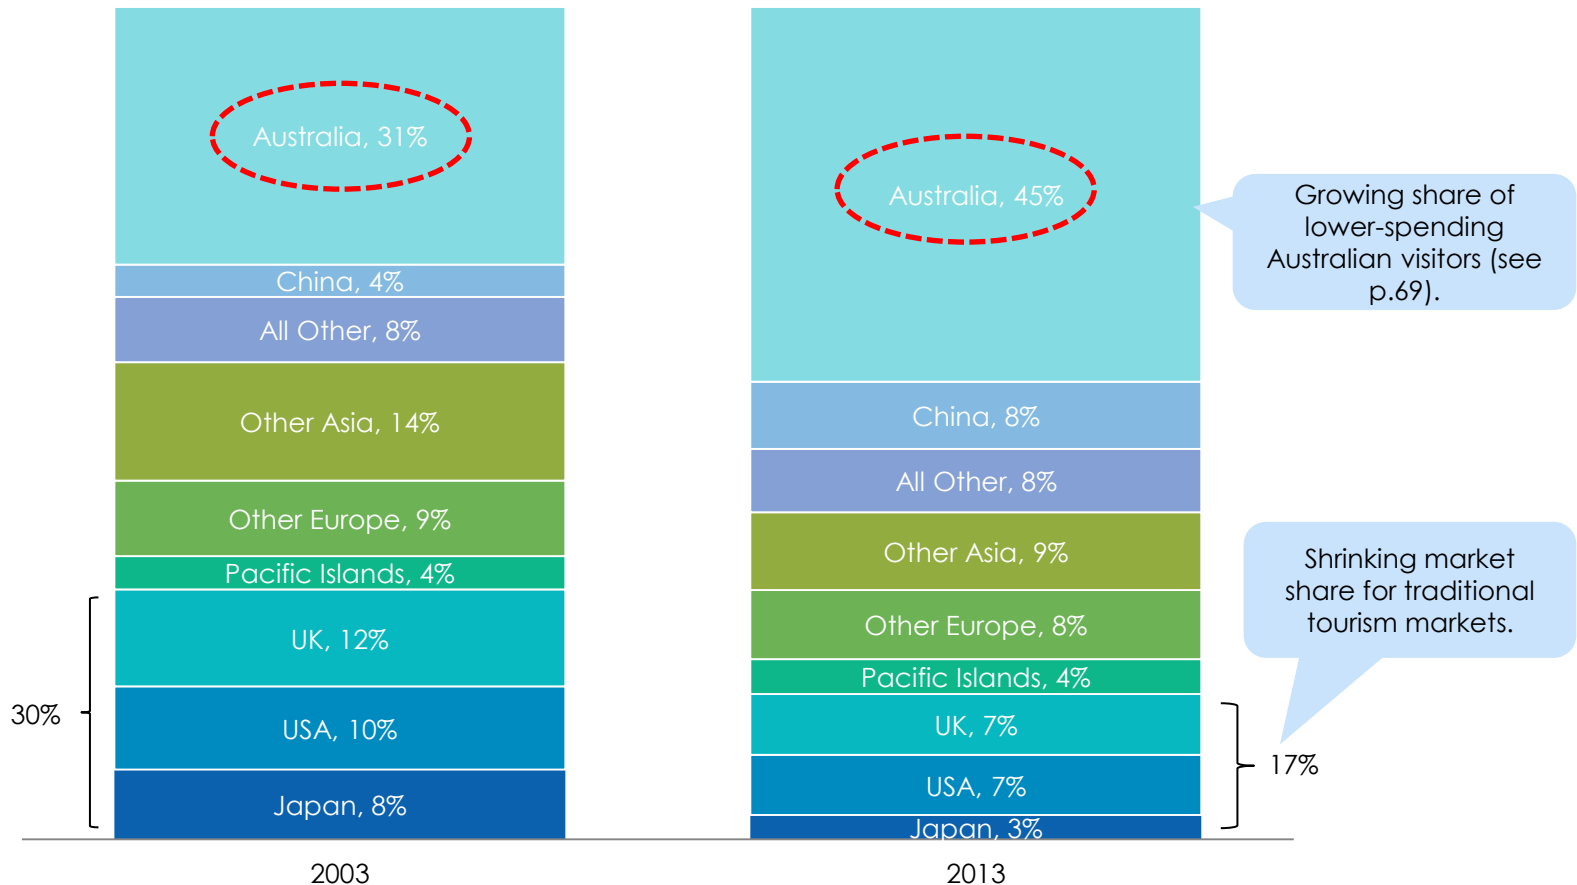 Australia, 31%
China, 4%
All Other, 8%
Other Asia, 14%
Other Europe, 9%
Pacific Islands, 4%
UK, 12%
USA, 10%
Japan, 8%
30%
2003
Australia, 45%
China, 8%
All Other, 8%
Other Asia, 9%
Other Europe, 8%
Pacific Islands, 4%
UK, 7%
USA, 7%
Japan, 3%
17%
2013
Growing share of
lower-spending
Australian visitors (see
p.69).
Shrinking market
share for traditional
tourism markets.